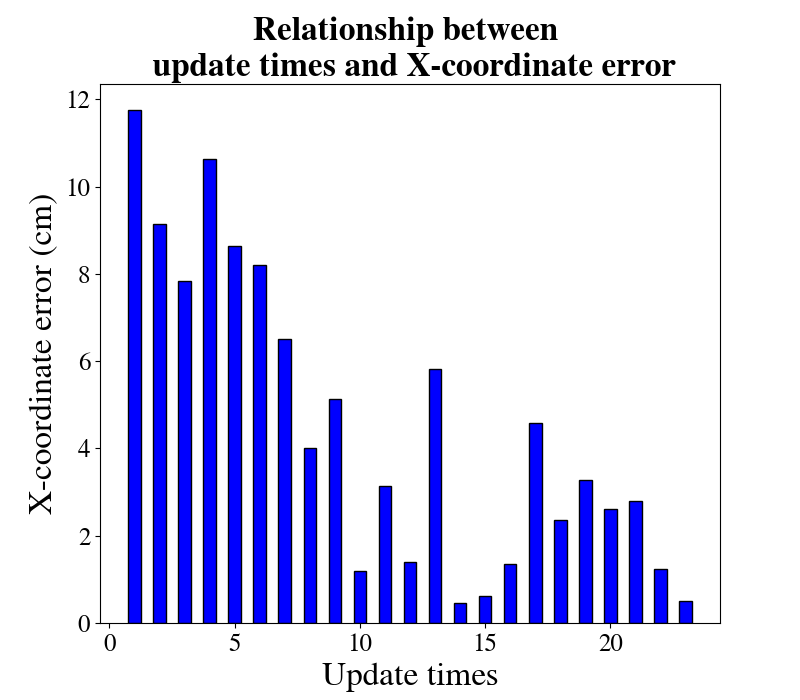 Relationship between
update times and X-coordinate error
12
10
8
6
4
2
0
X-coordinate error (cm)
0 5 10 15 20
Update times